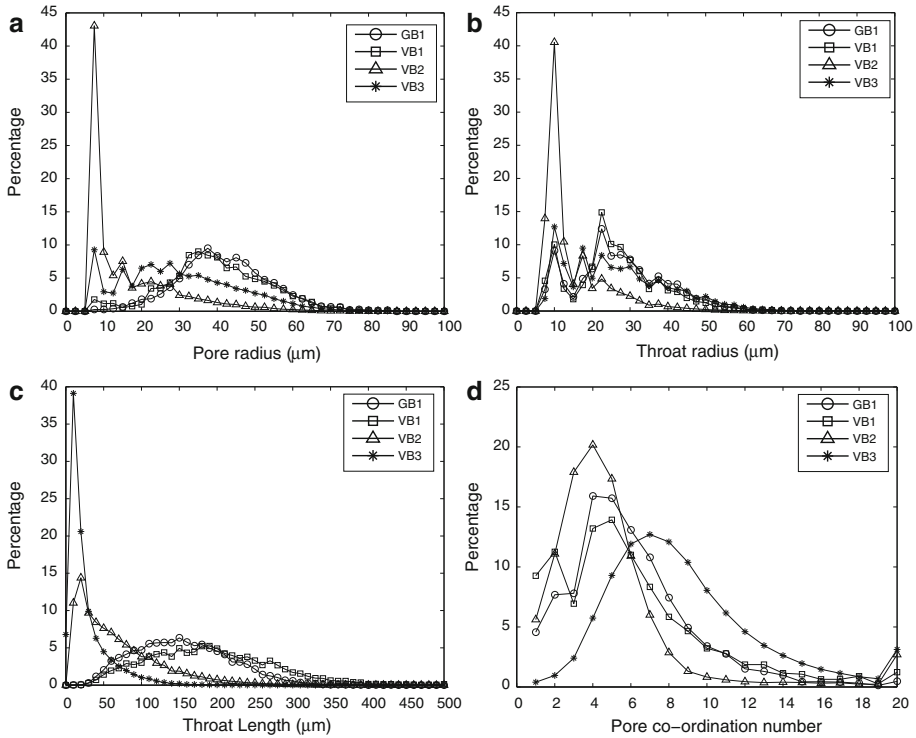 a
45
40
35
30
25
20
15
10
5
0
Percentage
GB1
VB1
VB2
VB3
0 10 20 30 40 50 60 70 80 90 100
Pore radius (μm)
b
45
40
35
30
25
20
15
10
5
0
Percentage
GB1
VB1
VB2
VB3
0 10 20 30 40 50 60 70 80 90 100
Throat radius (μm)
c
40
35
30
25
20
15
10
5
0
Percentage
GB1
VB1
VB2
VB3
0 50 100 150 200 250 300 350 400 450 500
Throat Length (μm)
d
25
20
15
10
5
0
Percentage
GB1
VB1
VB2
VB3
0 2 4 6 8 10 12 14 16 18 20
Pore co-ordination number